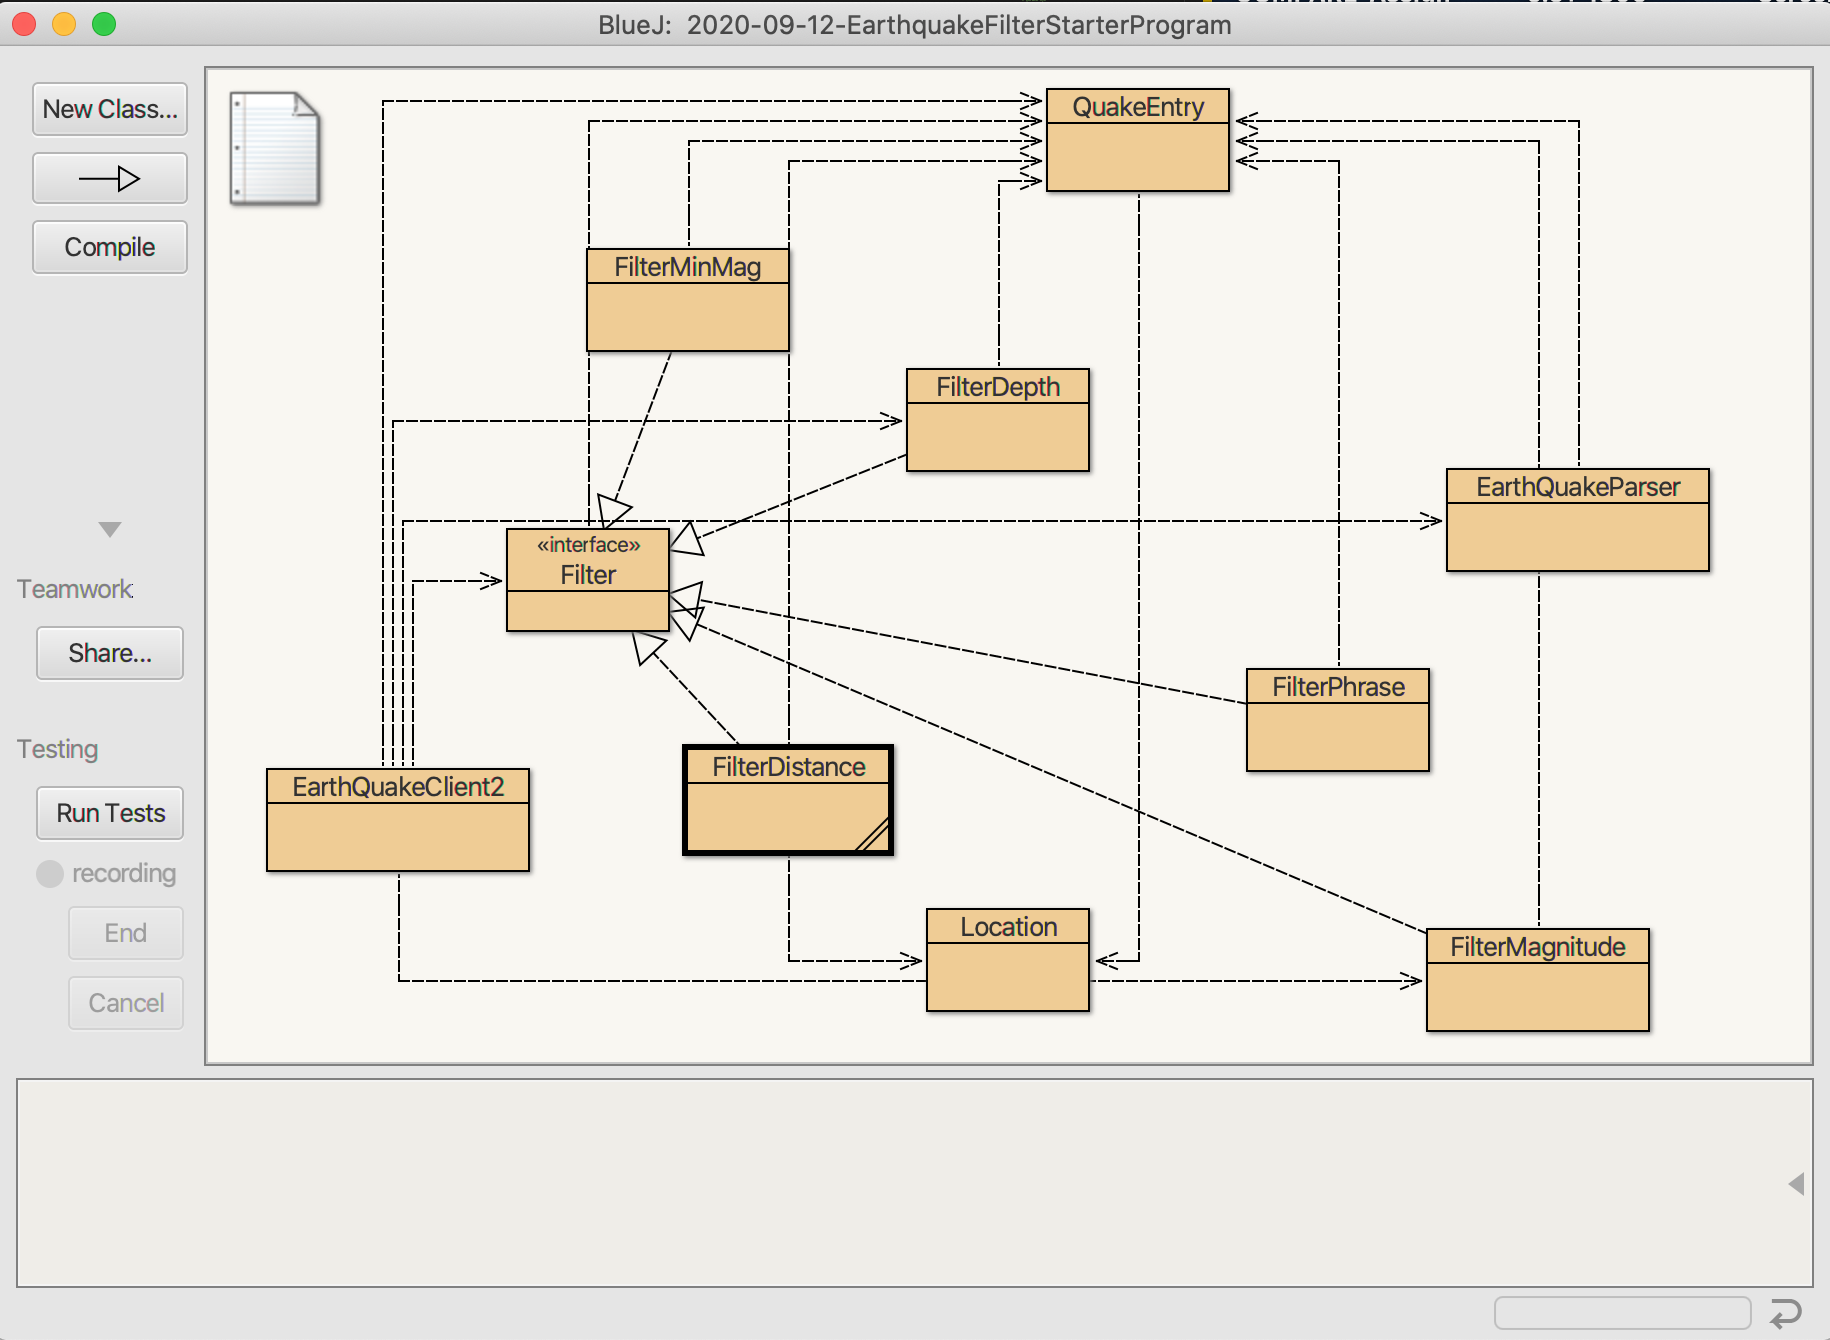 BlueJ: 2020-09-12-EarthquakeFilterStarterProgram
New Class...
Compile
Teamwork
Share...
Testing
Run Tests
recording
End
Cancel
QuakeEntry
FilterMinMag
FilterDepth
EarthQuakeParser
«interface»
Filter
FilterPhrase
FilterDistance
EarthQuakeClient2
Location
FilterMagnitude